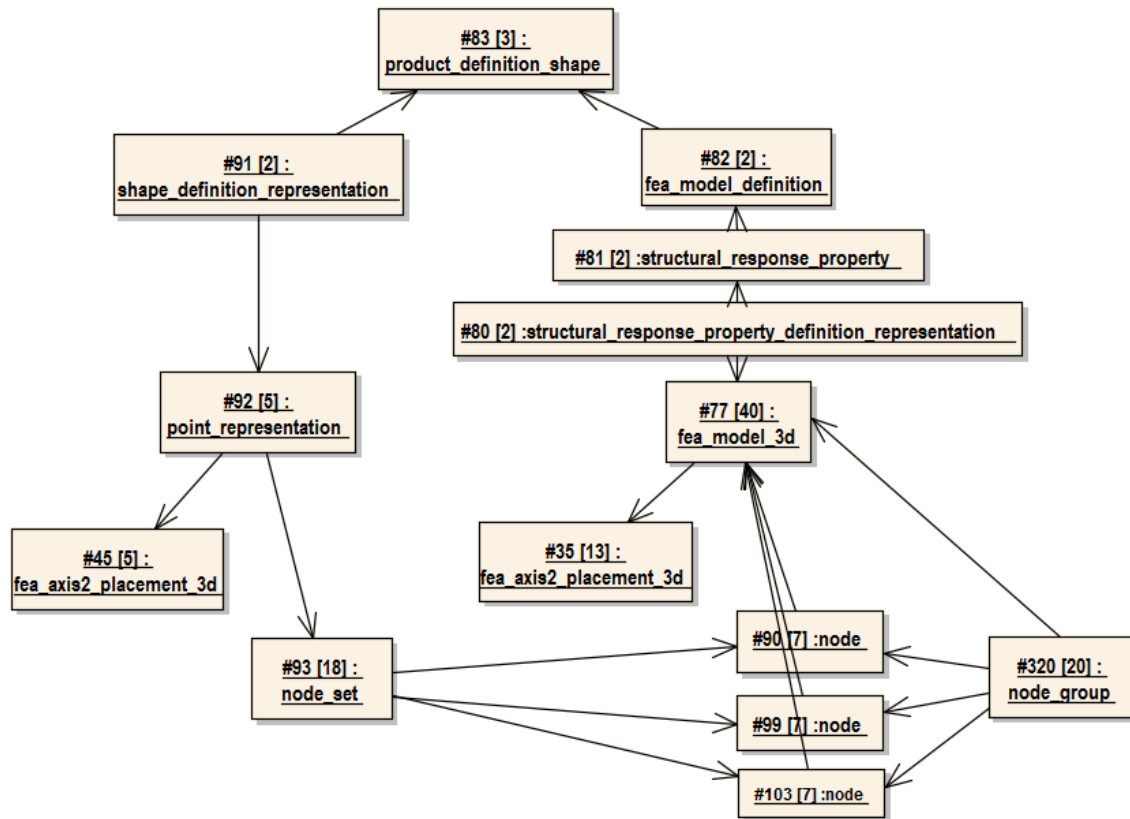 #83 [3] :
product_definition_shape
#91 [2] :
shape_definition_representation
#82 [2] :
fea_model_definition
#81 [2] :structural_response_property
#80 [2] :structural_response_property_definition_representation
#92 [5] :
point_representation
#77 [40] :
fea_model_3d
#45 [5] :
fea_axis2_placement_3d
#35 [13] :
fea_axis2_placement_3d
#90 [7] :node
#93 [18] :
node_set
#320 [20] :
node_group
#99 [7] :node
#103 [7] :node